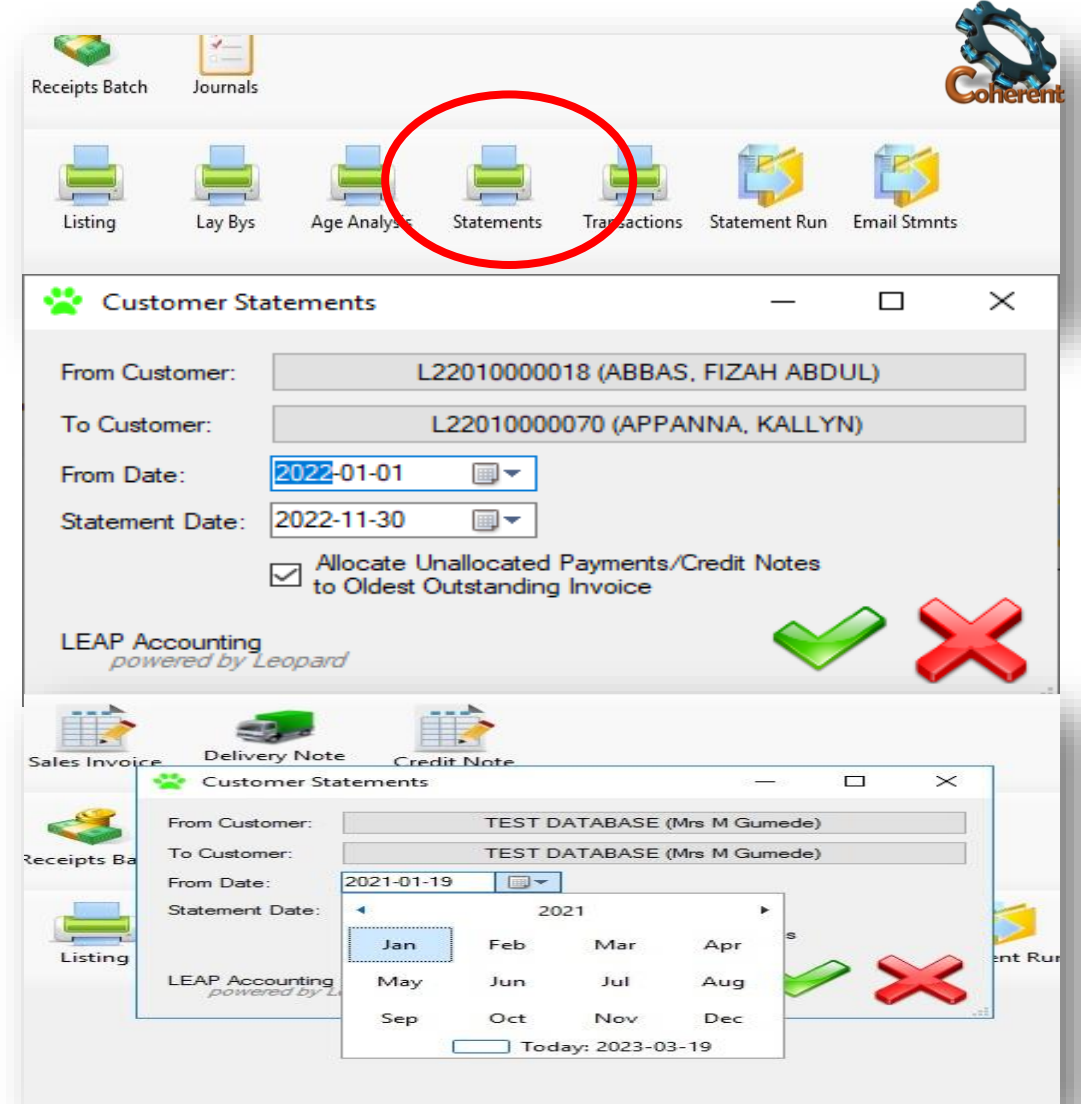 Coherent
Receipts Batch Journals
Listing Lay Bys Age Analysis Statements Transactions Statement Run Email Stmnts
Customer Statements
From Customer: L22010000018 (ABBAS, FIZAH ABDUL)
To Customer: L22010000070 (APPANNA, KALLYN)
From Date: 2022-01-01
Statement Date: 2022-11-30
Allocate Unallocated Payments/Credit Notes
to Oldest Outstanding Invoice
LEAP Accounting
powered by Leopard
Sales Invoice Delivery Note Credit Note
Customer Statements
From Customer: TEST DATABASE (Mrs M Gumede)
Receipts Ba
To Customer: TEST DATABASE (Mrs M Gumede)
From Date: 2021-01-19
Statement Date: 2021
s
Jan Feb Mar Apr
Listing ent Run
LEAP Accounting May Jun Jul Aug
powered by L
Sep Oct Nov Dec
Today: 2023-03-19